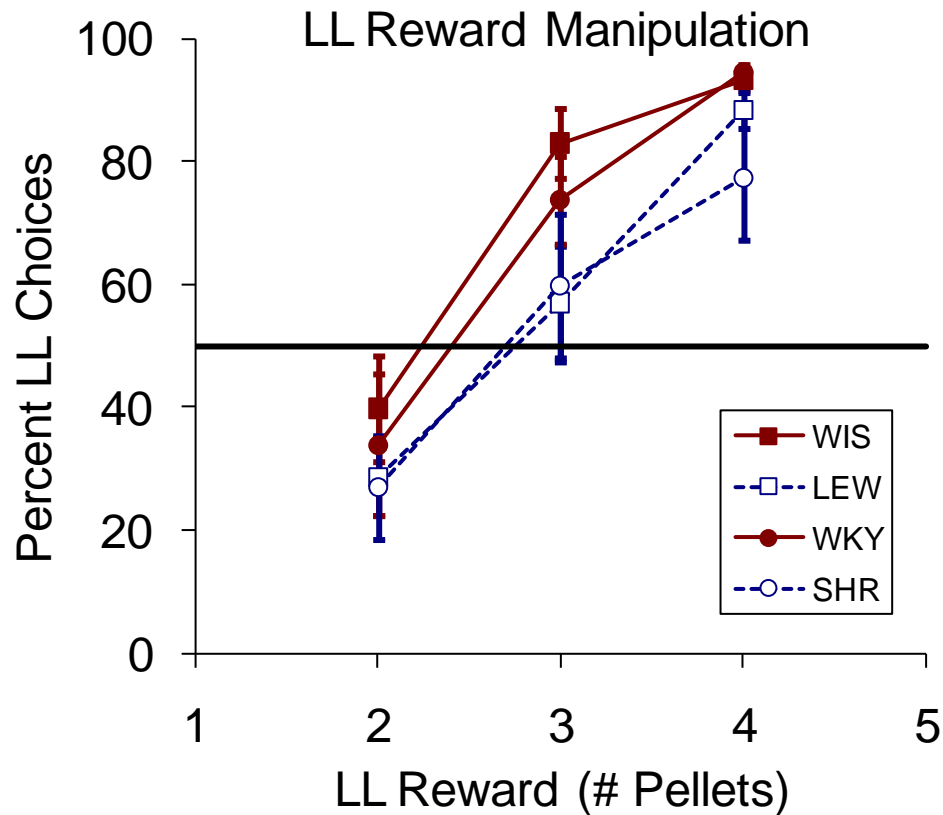 LL Reward Manipulation
Percent LL Choices
100
80
60
40
20
0
WIS
LEW
WKY
SHR
1 2 3 4 5
LL Reward (# Pellets)